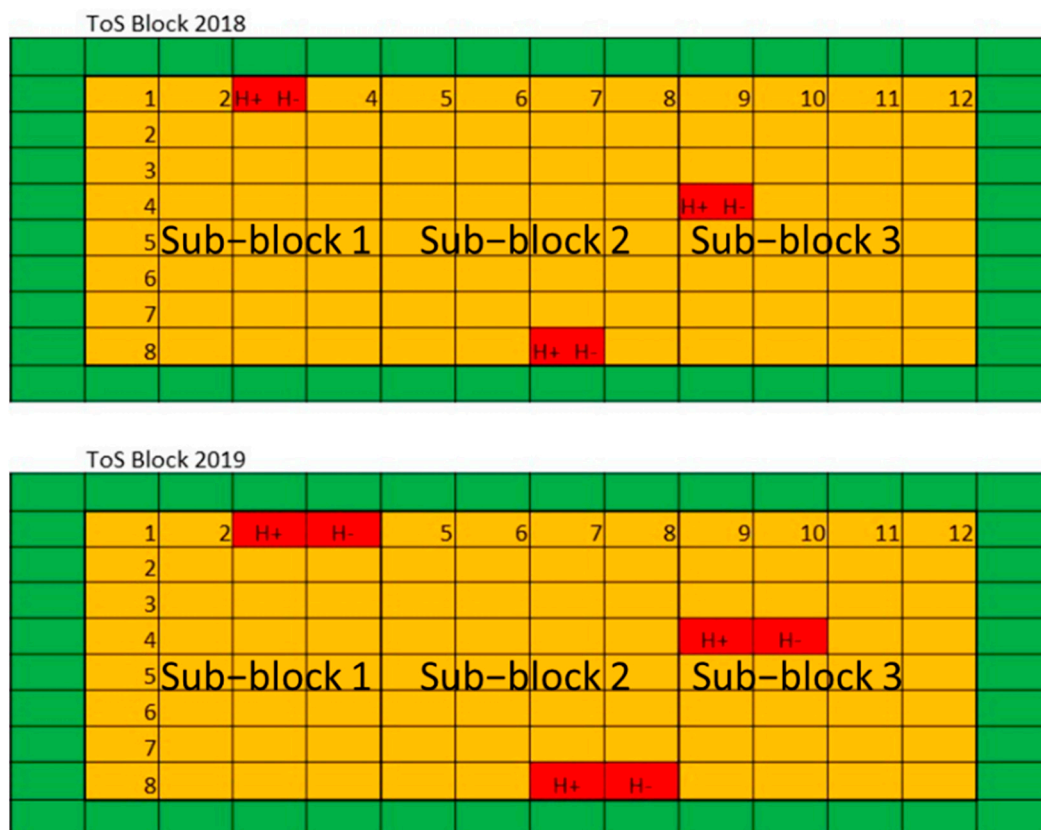 ToS Block 2018
1 2 H+ H- 4 5 6 7 8 9 10 11 12
2
3
4 H+ H-
5 Sub-block 1 Sub-block 2 Sub-block 3
6
7
8 H+ H-
ToS Block 2019
1 2 H+ H- 5 6 7 8 9 10 11 12
2
3
4 H+ H-
5 Sub-block 1 Sub-block 2 Sub-block 3
6
7
8 H+ H-